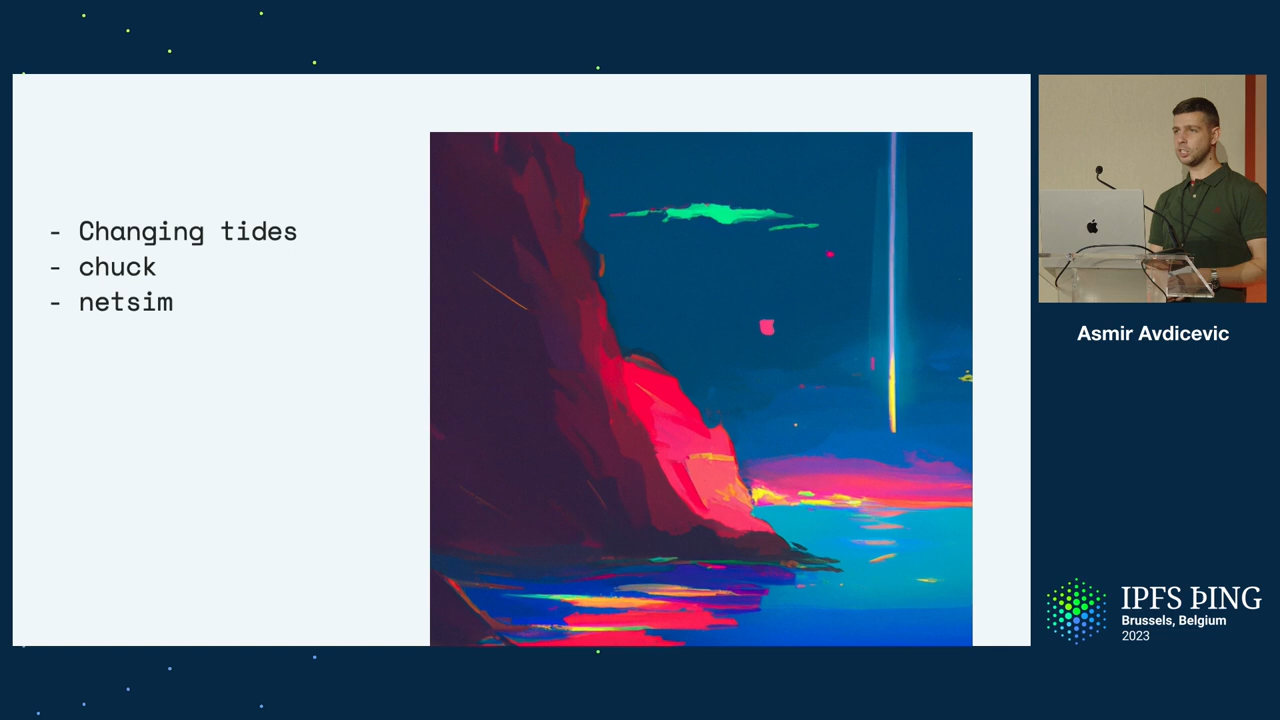 - Changing tides
- chuck
- netsim
Asmir Avdicevic
IPFS ÞING
Brussels, Belgium
2023